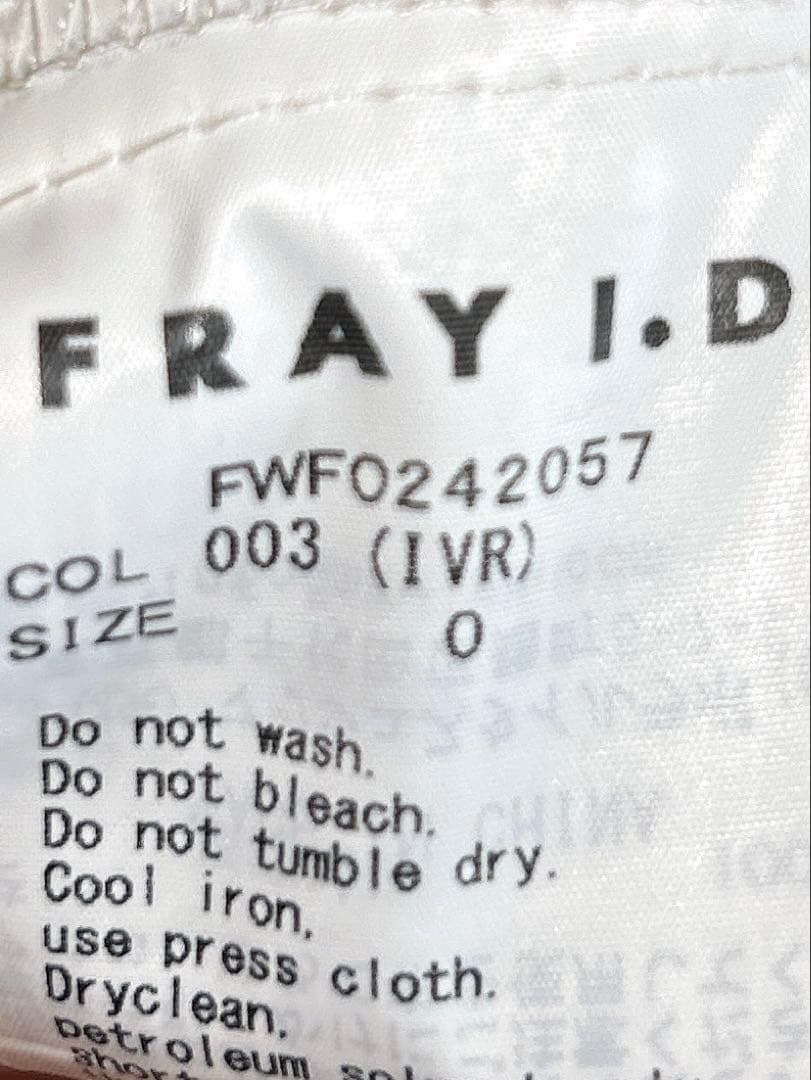 FRAY I.D
FWFO242057
COL 003 (IVR)
SIZE 0
Do not wash.
Do not bleach.
Do not tumble dry.
Cool iron,
use press cloth.
Dryclean,
petroleum